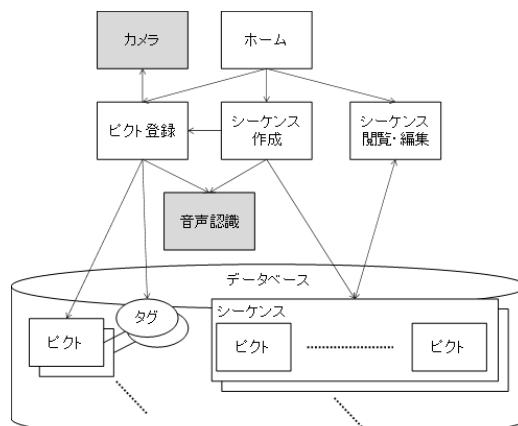 カメラ
ホーム
ピクト登録
シーケンス
作成
シーケンス
閲覧・編集
音声認識
データベース
タグ
シーケンス
ピクト
ピクト
ピクト